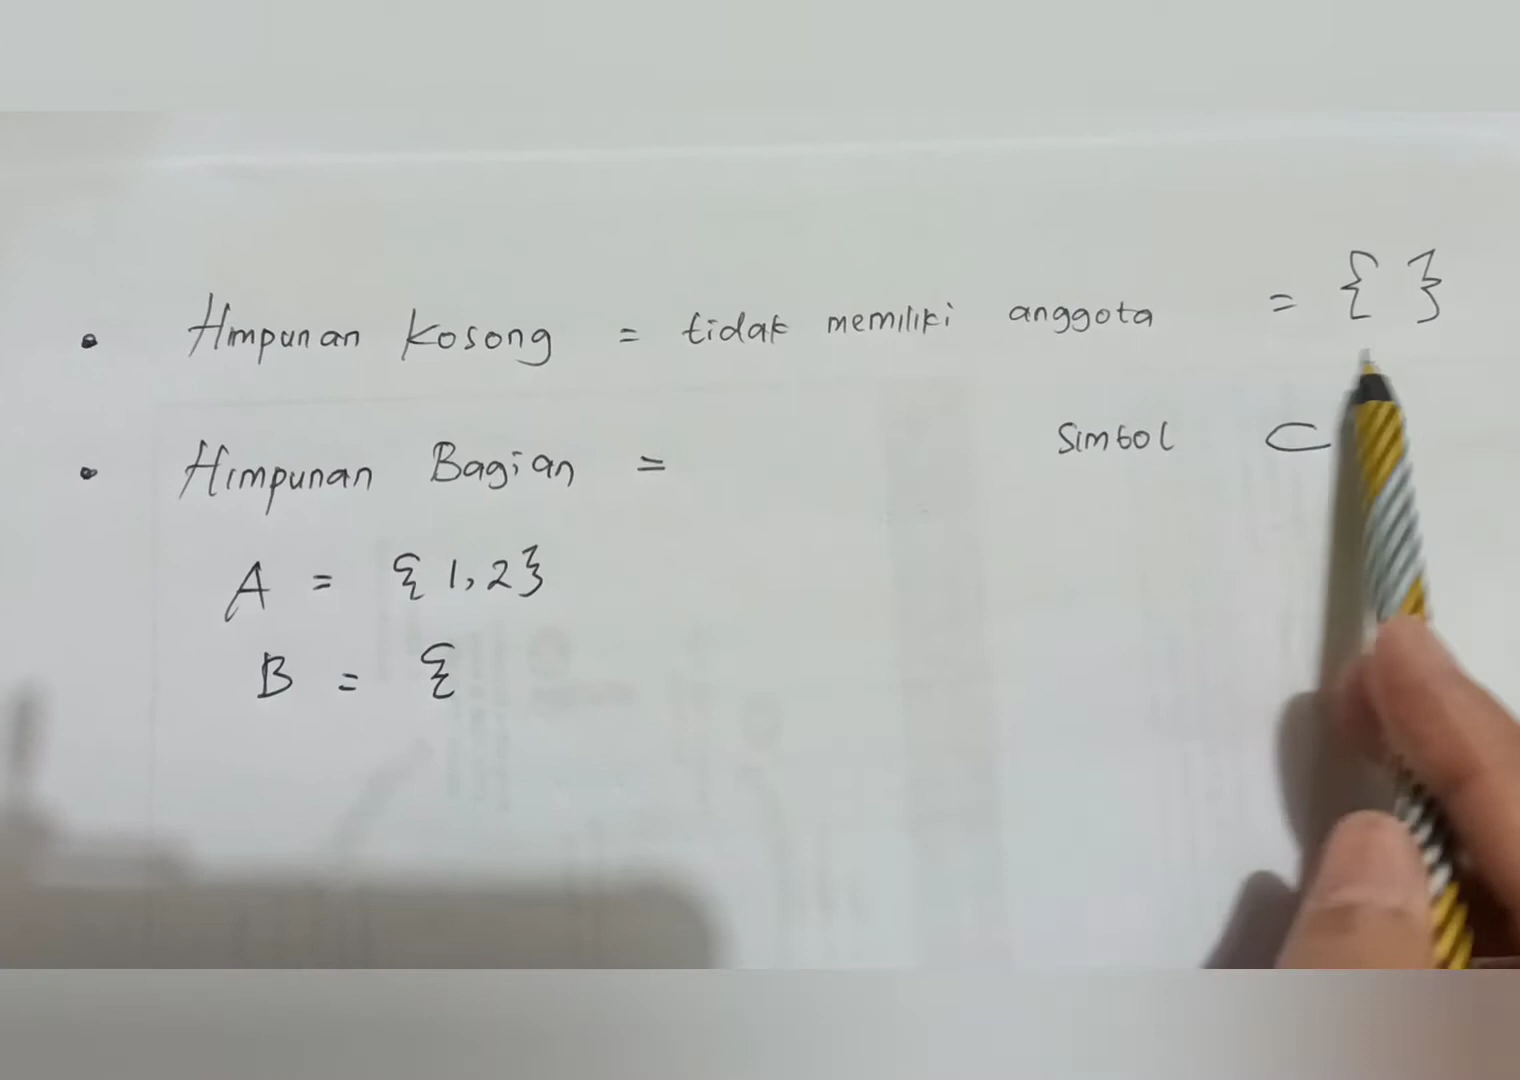 • Himpunan Kosong = tidak memiliki anggota = { }
• Himpunan Bagian = Simbol ⊂
A = {1,2}
B = {